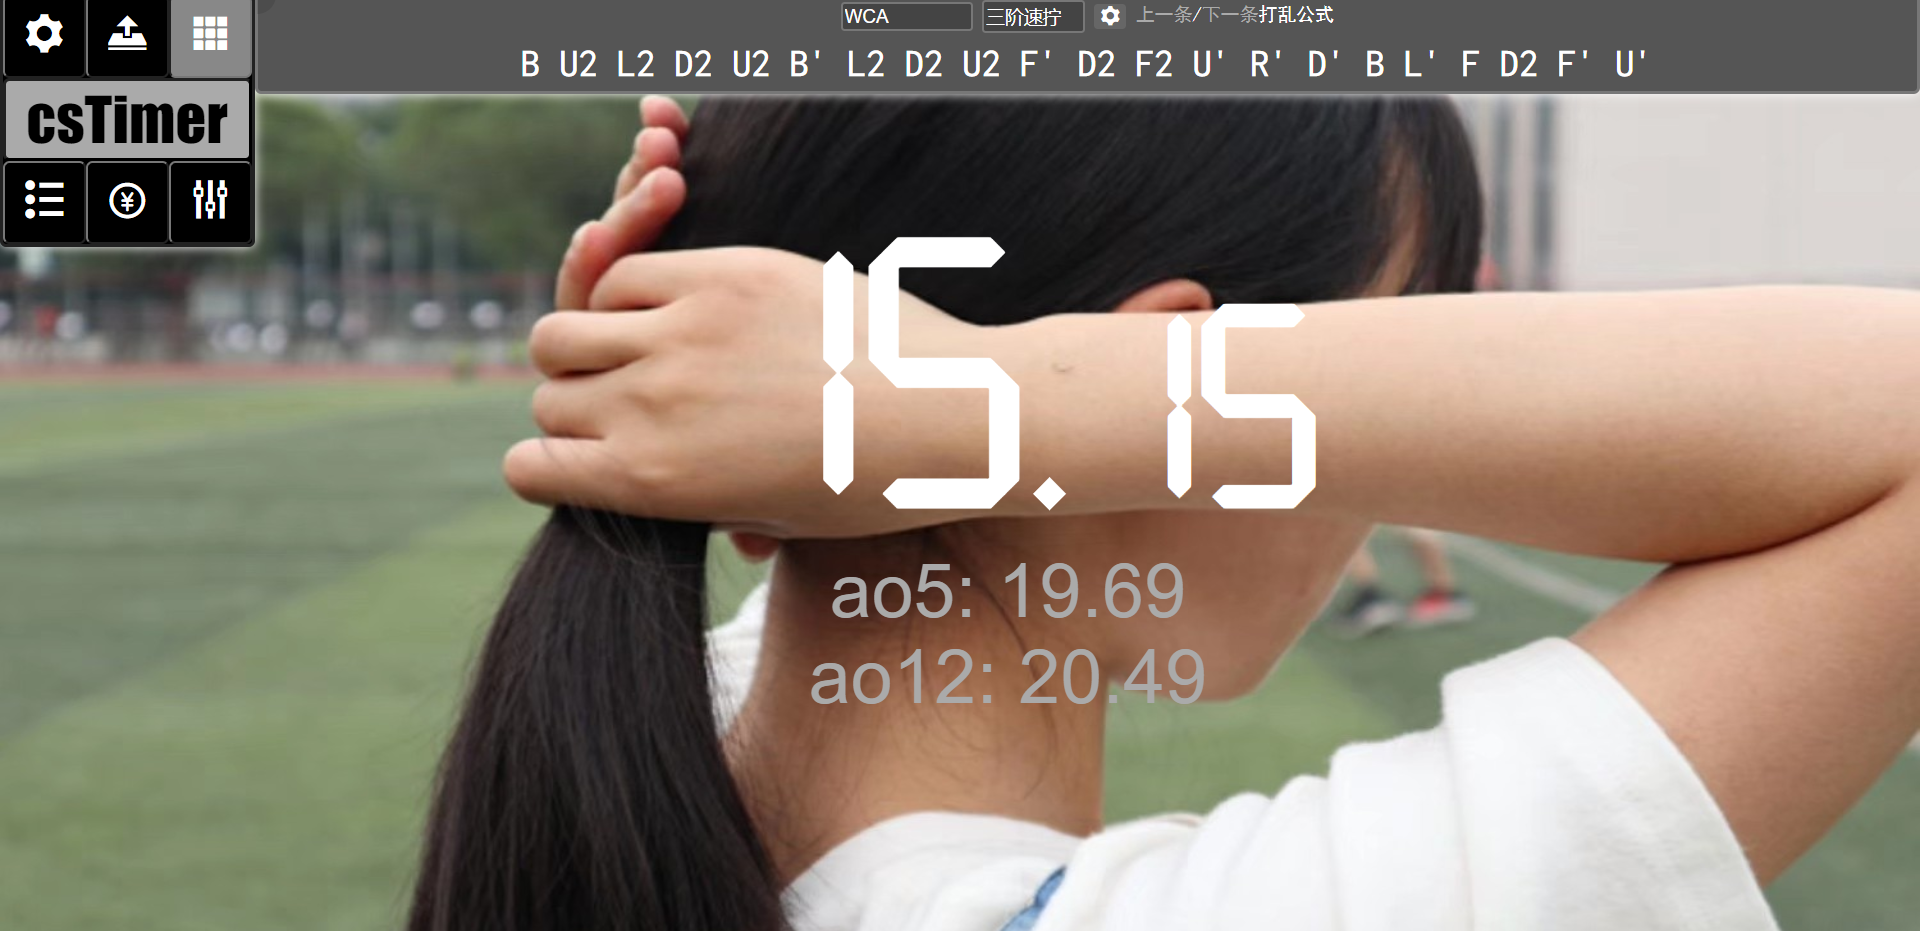 WCA 三阶速拧 上一条/下一条打乱公式
B U2 L2 D2 U2 B' L2 D2 U2 F' D2 F2 U' R' D' B L' F D2 F' U'
csTimer
15.15
ao5: 19.69
ao12: 20.49